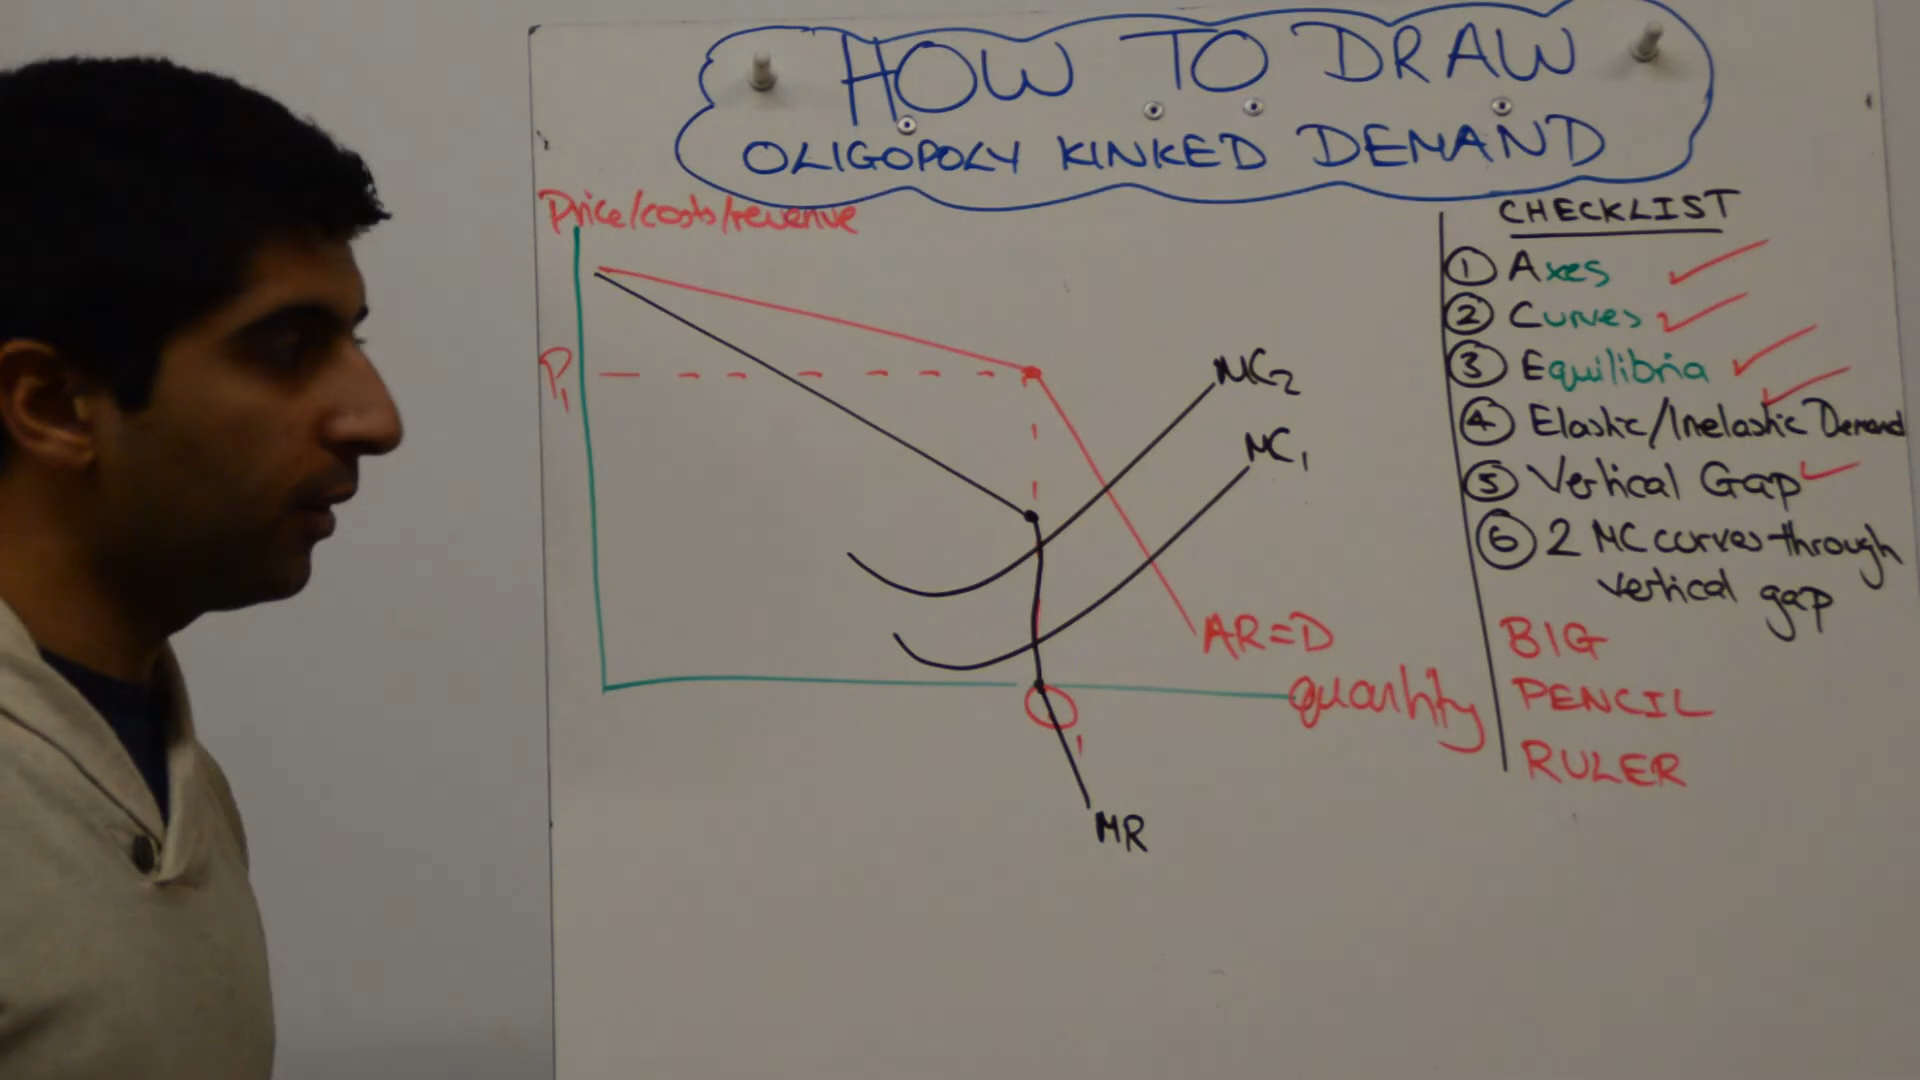 HOW TO DRAW
OLIGOPOLY KINKED DEMAND
Price/costs/revenue
P1
MC2
MC1
AR=D
quantity
Q1
MR
CHECKLIST
1 Axes
2 Curves
3 Equilibria
4 Elastic/Inelastic Demand
5 Vertical Gap
6 2 MC curves through
vertical gap
BIG
PENCIL
RULER